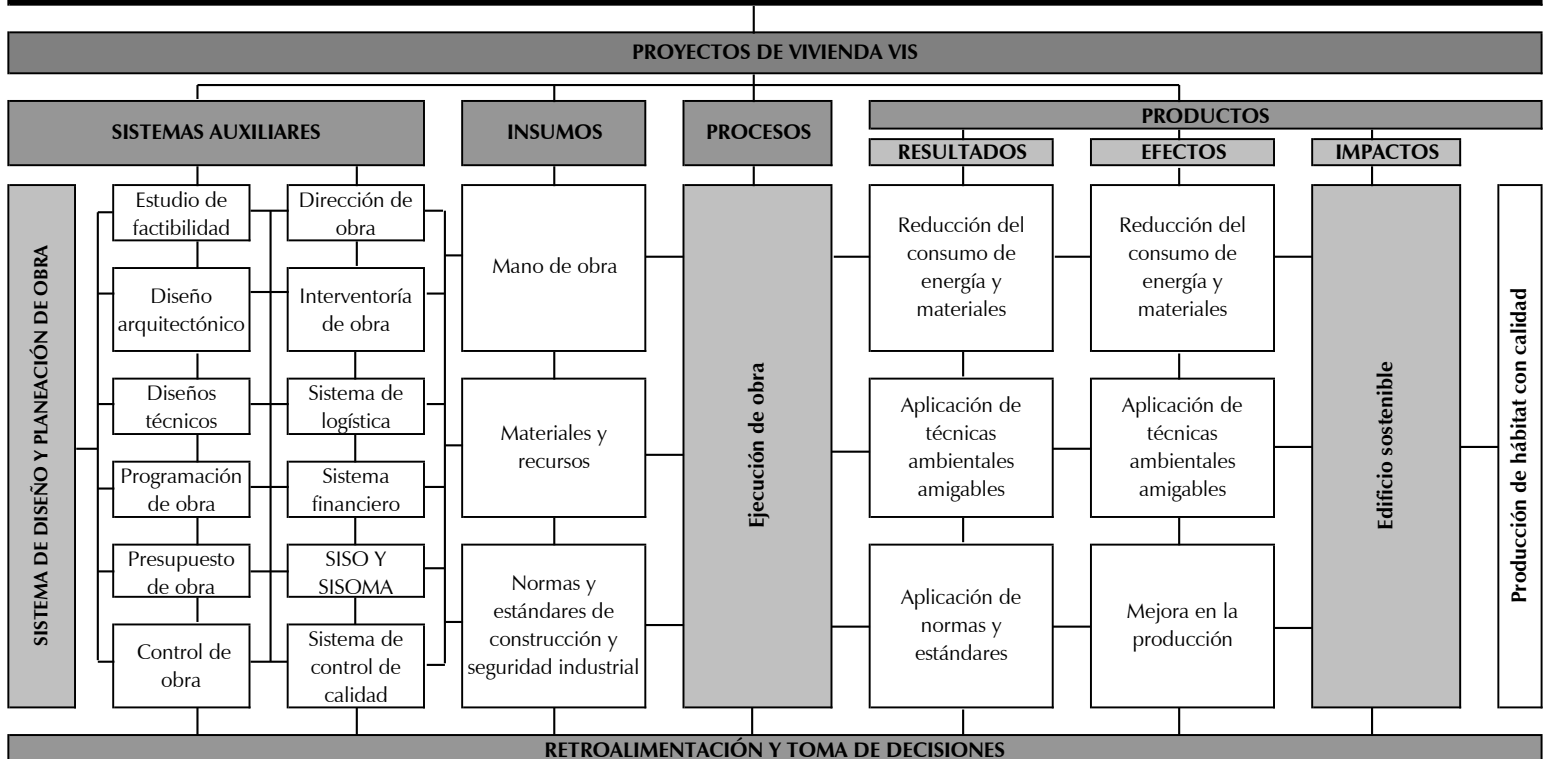 PROYECTOS DE VIVIENDA VIS
SISTEMAS AUXILIARES
INSUMOS
PROCESOS
PRODUCTOS
RESULTADOS
EFECTOS
IMPACTOS
SISTEMA DE DISEÑO Y PLANEACIÓN DE OBRA
Estudio de
factibilidad
Diseño
arquitectónico
Diseños
técnicos
Programación
de obra
Presupuesto
de obra
Control de
obra
Dirección de
obra
Interventoría
de obra
Sistema de
logística
Sistema
financiero
SISO Y
SISOMA
Sistema de
control de
calidad
Mano de obra
Materiales y
recursos
Normas y
estándares de
construcción y
seguridad industrial
Ejecución de obra
Reducción del
consumo de
energía y
materiales
Aplicación de
técnicas
ambientales
amigables
Aplicación de
normas y
estándares
Reducción del
consumo de
energía y
materiales
Aplicación de
técnicas
ambientales
amigables
Mejora en la
producción
Edificio sostenible
Producción de hábitat con calidad
RETROALIMENTACIÓN Y TOMA DE DECISIONES